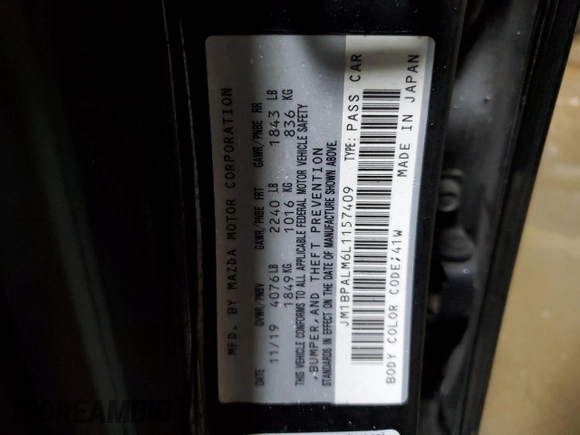 MFD. BY MAZDA MOTOR CORPORATION
GVWR/PNBV GAWR/PNBE FRT GAWR/PNBE RR
DATE 4076LB 2240 LB 1843 LB
11/19 1849KG 1016 KG 836 KG
THIS VEHICLE CONFORMS TO ALL APPLICABLE FEDERAL MOTOR VEHICLE SAFETY
,BUMPER,AND THEFT PREVENTION
STANDARDS IN EFFECT ON THE DATE OF MANUFACTURE SHOWN ABOVE.
JM1BPALM6L1157409 TYPE: PASS CAR
BODY COLOR CODE;41W MADE IN JAPAN